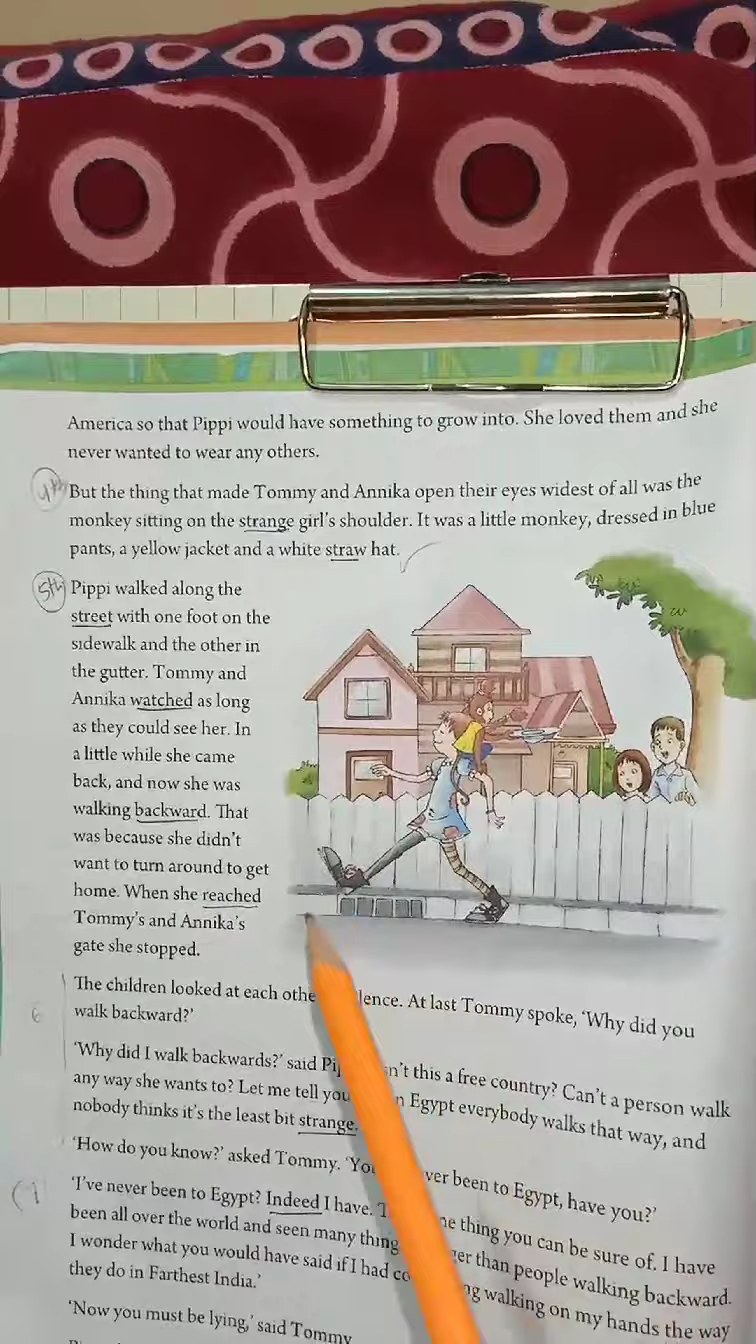 America so that Pippi would have something to grow into. She loved them and she
never wanted to wear any others.
4th
But the thing that made Tommy and Annika open their eyes widest of all was the
monkey sitting on the strange girl's shoulder. It was a little monkey, dressed in blue
pants, a yellow jacket and a white straw hat.
5th
Pippi walked along the
street with one foot on the
sidewalk and the other in
the gutter. Tommy and
Annika watched as long
as they could see her. In
a little while she came
back, and now she was
walking backward. That
was because she didn't
want to turn around to get
home. When she reached
Tommy's and Annika's
gate she stopped.
The children looked at each othe lence. At last Tommy spoke, 'Why did you
6
walk backward?'
'Why did I walk backwards?' said Pi n't this a free country? Can't a person walk
any way she wants to? Let me tell you n Egypt everybody walks that way, and
nobody thinks it's the least bit strange.
'How do you know?' asked Tommy. 'Yo ver been to Egypt, have you?'
'I've never been to Egypt? Indeed I have. T ne thing you can be sure of. I have
been all over the world and seen many thing ger than people walking backward.
I wonder what you would have said if I had co ng walking on my hands the way
they do in Farthest India.'
'Now you must be lying,' said Tommy